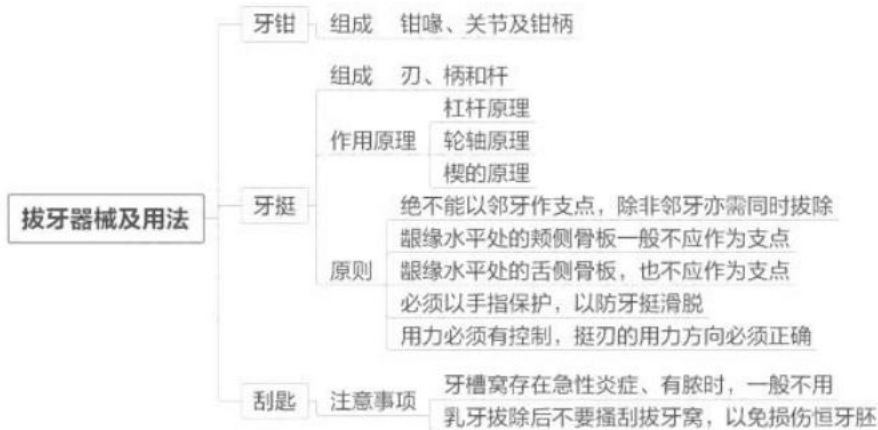 拔牙器械及用法
牙钳
组成 钳喙、关节及钳柄
牙挺
组成 刃、柄和杆
作用原理
杠杆原理
轮轴原理
楔的原理
原则
绝不能以邻牙作支点，除非邻牙亦需同时拔除
龈缘水平处的颊侧骨板一般不应作为支点
龈缘水平处的舌侧骨板，也不应作为支点
必须以手指保护，以防牙挺滑脱
用力必须有控制，挺刃的用力方向必须正确
刮匙
注意事项
牙槽窝存在急性炎症、有脓时，一般不用
乳牙拔除后不要搔刮拔牙窝，以免损伤恒牙胚